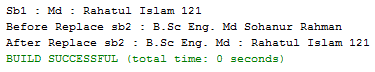 Sb1 : Md : Rahatul Islam 121
Before Replace sb2 : B.Sc Eng. Md Sohanur Rahman
After Replace sb2 : B.Sc Eng. Md : Rahatul Islam 121
BUILD SUCCESSFUL (total time: 0 seconds)